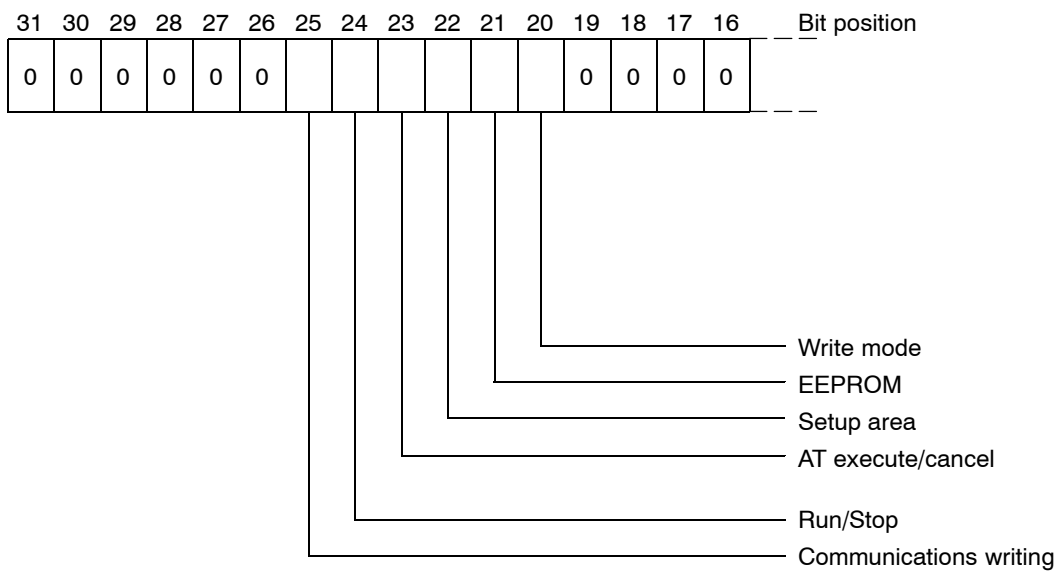 31 30 29 28 27 26 25 24 23 22 21 20 19 18 17 16 Bit position
0 0 0 0 0 0 0 0 0 0
Write mode
EEPROM
Setup area
AT execute/cancel
Run/Stop
Communications writing